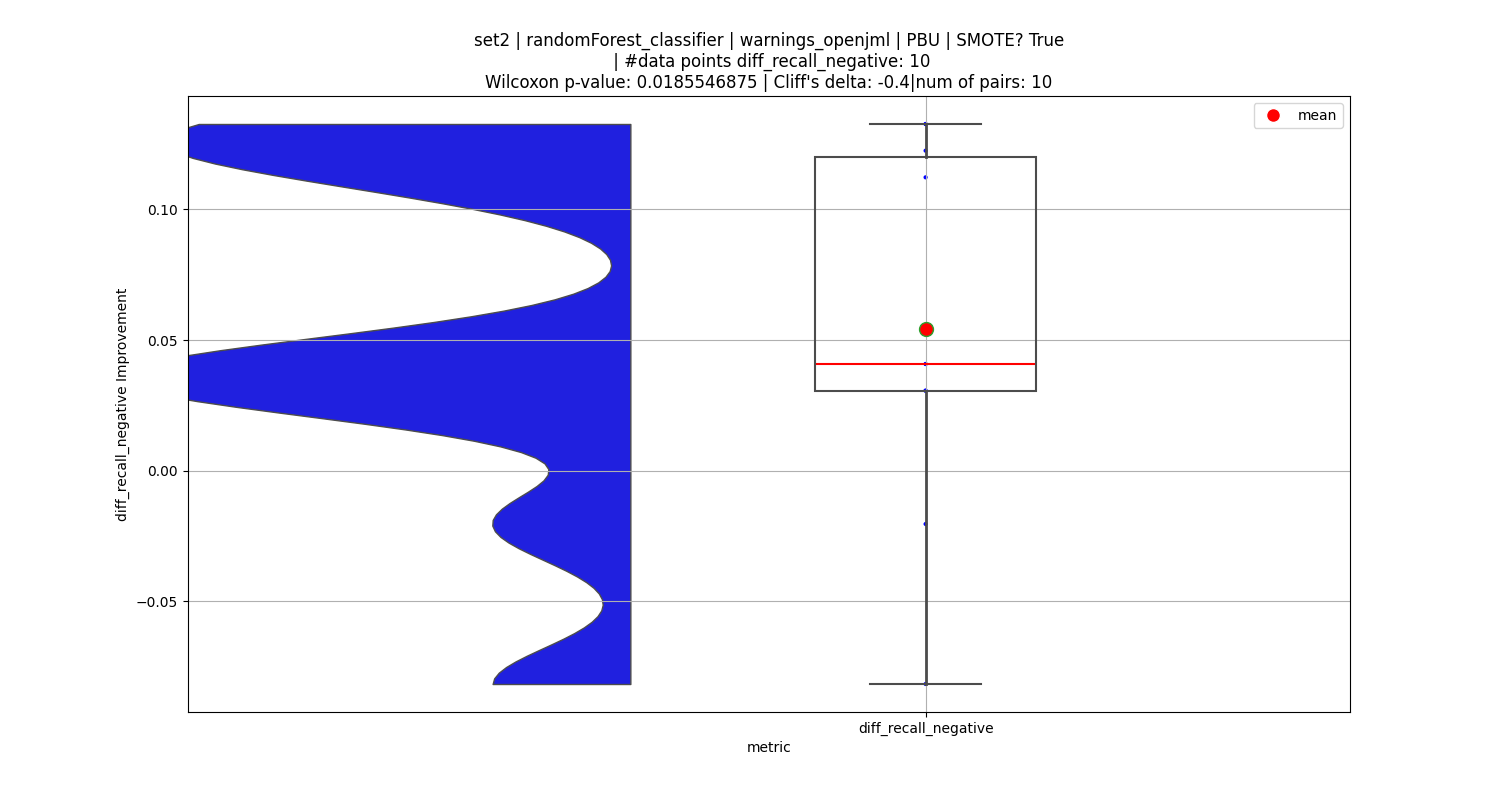 set2 | randomForest_classifier | warnings_openjml | PBU | SMOTE? True
| #data points diff_recall_negative: 10
Wilcoxon p-value: 0.0185546875 | Cliff's delta: -0.4|num of pairs: 10
mean
0.10
0.05
0.00
−0.05
diff_recall_negative Improvement
diff_recall_negative
metric